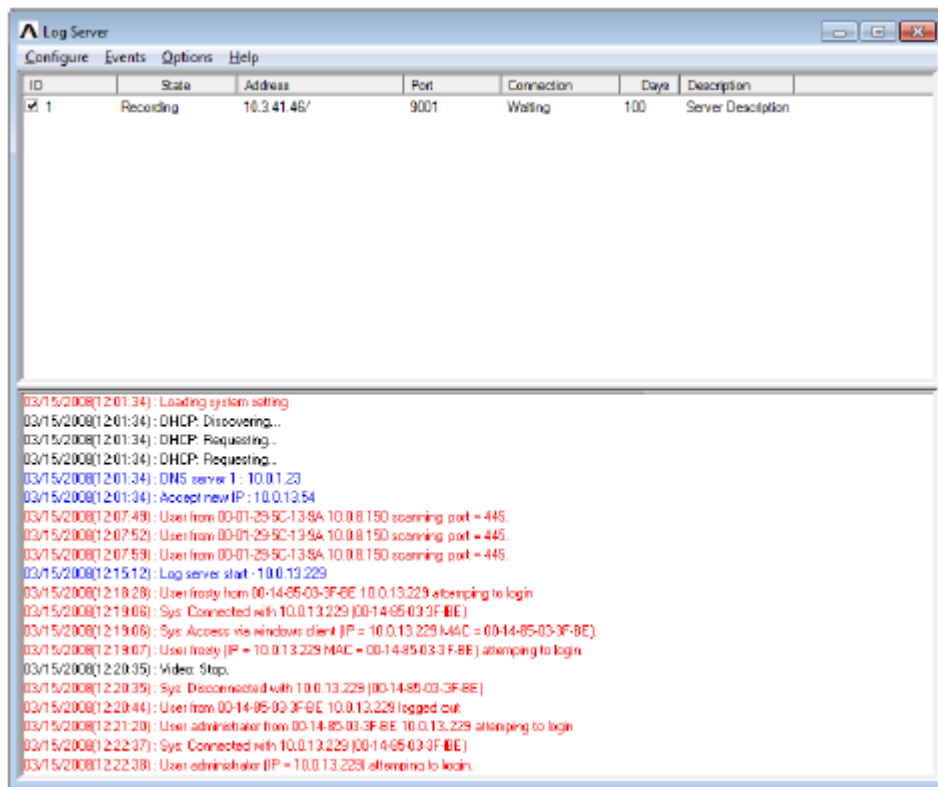 Log Server
Configure Events Options Help
ID State Address Port Connection Days Description
1 Recording 10.3.41.46/ 9001 Waiting 100 Server Description
03/15/2008(12:01:34) : Loading system setting
03/15/2008(12:01:34) : DHCP: Discovering...
03/15/2008(12:01:34) : DHCP: Requesting...
03/15/2008(12:01:34) : DHCP: Requesting...
03/15/2008(12:01:34) : DNS server 1 : 10.0.1.23
03/15/2008(12:01:34) : Accept new IP : 10.0.13.54
03/15/2008(12:07:49) : User from 00-01-29-5C-13-9A 10.0.8.150 scanning port = 445.
03/15/2008(12:07:52) : User from 00-01-29-5C-13-9A 10.0.8.150 scanning port = 445.
03/15/2008(12:07:59) : User from 00-01-29-5C-13-9A 10.0.8.150 scanning port = 445.
03/15/2008(12:15:12) : Log server start - 10.0.13.229
03/15/2008(12:18:28) : User frosty from 00-14-85-03-3F-BE 10.0.13.229 attemping to login
03/15/2008(12:19:06) : Sys: Connected with 10.0.13.229 (00-14-85-03-3F-BE)
03/15/2008(12:19:06) : Sys: Access via windows client (IP = 10.0.13.229 MAC = 00-14-85-03-3F-BE).
03/15/2008(12:19:07) : User frosty (IP = 10.0.13.229 MAC = 00-14-85-03-3F-BE) attemping to login.
03/15/2008(12:20:35) : Video: Stop.
03/15/2008(12:20:35) : Sys: Disconnected with 10.0.13.229 (00-14-85-03-3F-BE)
03/15/2008(12:20:44) : User from 00-14-85-03-3F-BE 10.0.13.229 logged out
03/15/2008(12:21:20) : User administrator from 00-14-85-03-3F-BE 10.0.13.229 attemping to login
03/15/2008(12:22:37) : Sys: Connected with 10.0.13.229 (00-14-85-03-3F-BE)
03/15/2008(12:22:38) : User administrator (IP = 10.0.13.229) attemping to login.